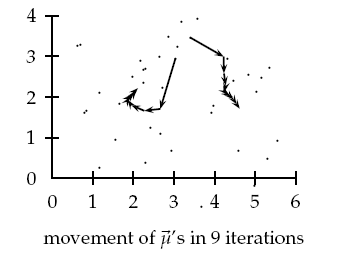 4
3
2
1
0
0 1 2 3 . 4 5 6
movement of μ⃗'s in 9 iterations